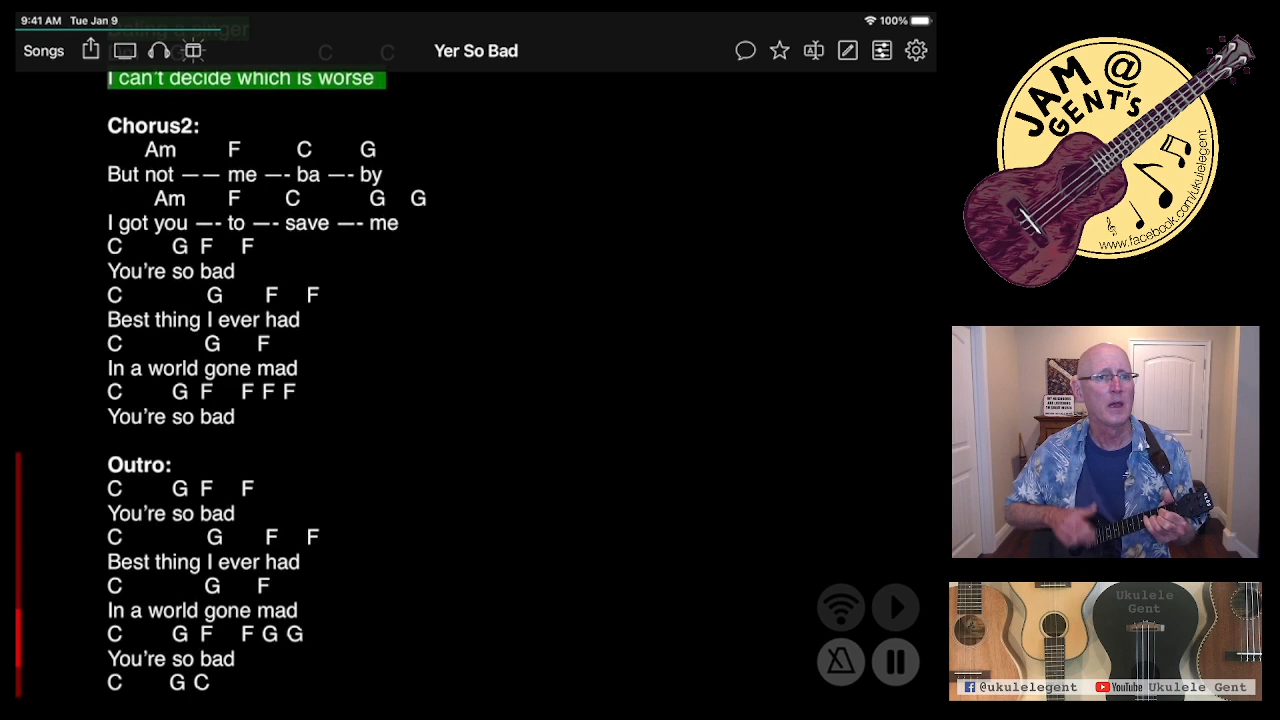 9:41 AM Tue Jan 9
100%
Dating a singer
Songs
C C
Yer So Bad
I can't decide which is worse
Chorus2:
Am F C G
But not —— me —- ba —- by
Am F C G G
I got you —- to —- save —- me
C G F F
You're so bad
C G F F
Best thing I ever had
C G F
In a world gone mad
C G F F F F
You're so bad
Outro:
C G F F
You're so bad
C G F F
Best thing I ever had
C G F
In a world gone mad
C G F F G G
You're so bad
C G C
JAM @
GENT'S
www.facebook.com/ukulelegent
Ukulele
Gent
@ukulelegent
YouTube Ukulele Gent